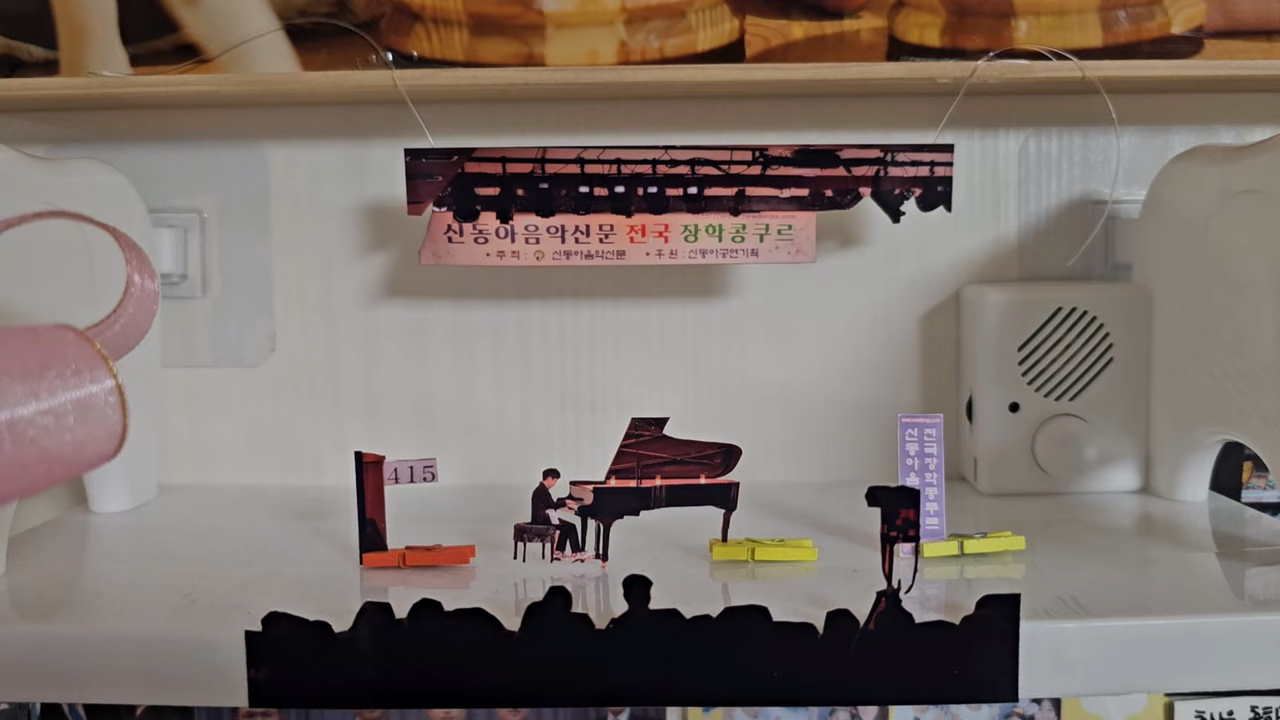 신동아음악신문 전국 장학콩쿠르
• 주 최 : 신동아음악신문 • 후 원 : 신동아공연기획
415
전국장학콩쿠르
신동아음